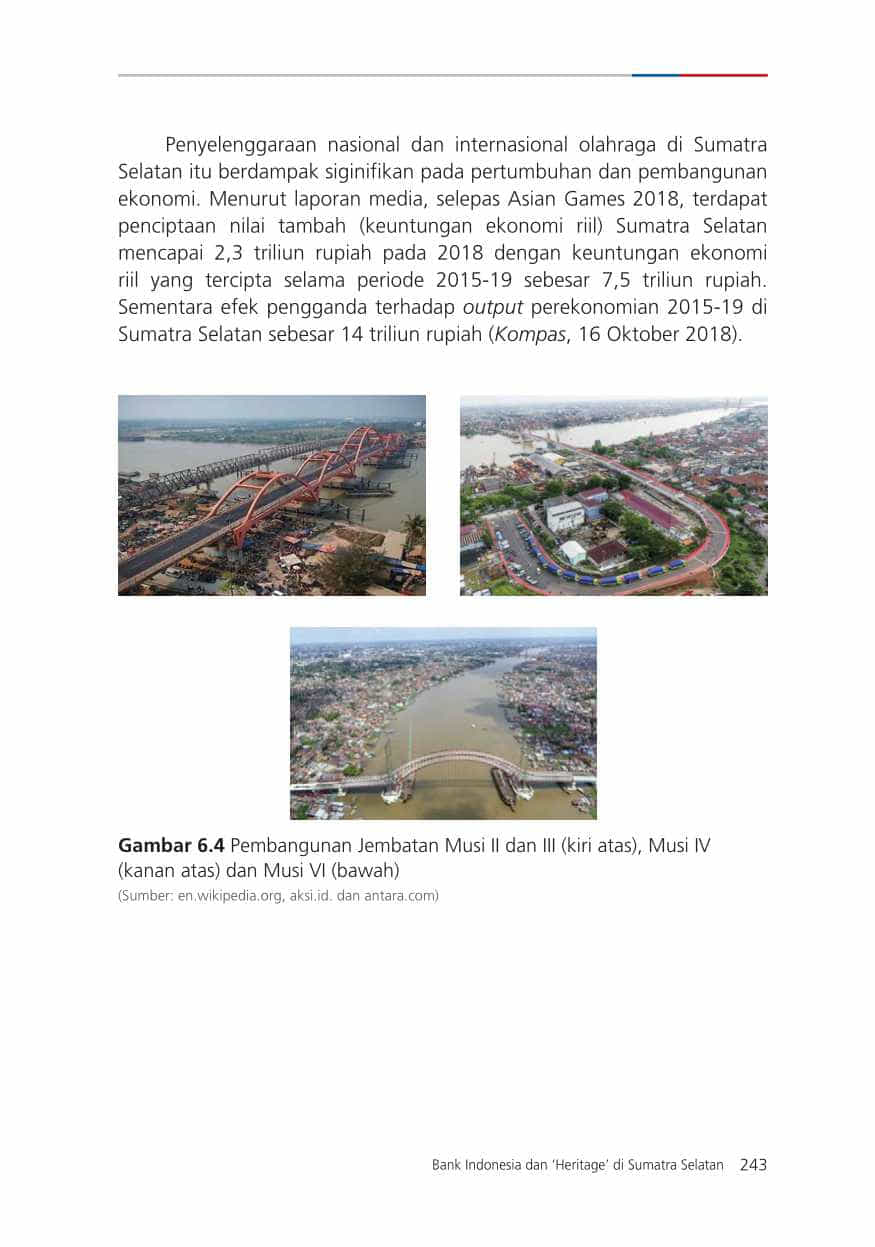 Penyelenggaraan nasional dan internasional olahraga di Sumatra
Selatan itu berdampak siginifikan pada pertumbuhan dan pembangunan
ekonomi. Menurut laporan media, selepas Asian Games 2018, terdapat
penciptaan nilai tambah (keuntungan ekonomi riil) Sumatra Selatan
mencapai 2,3 triliun rupiah pada 2018 dengan keuntungan ekonomi
riil yang tercipta selama periode 2015-19 sebesar 7,5 triliun rupiah.
Sementara efek pengganda terhadap output perekonomian 2015-19 di
Sumatra Selatan sebesar 14 triliun rupiah (Kompas, 16 Oktober 2018).
Gambar 6.4 Pembangunan Jembatan Musi II dan III (kiri atas), Musi IV
(kanan atas) dan Musi VI (bawah)
(Sumber: en.wikipedia.org, aksi.id. dan antara.com)
Bank Indonesia dan ‘Heritage’ di Sumatra Selatan 243